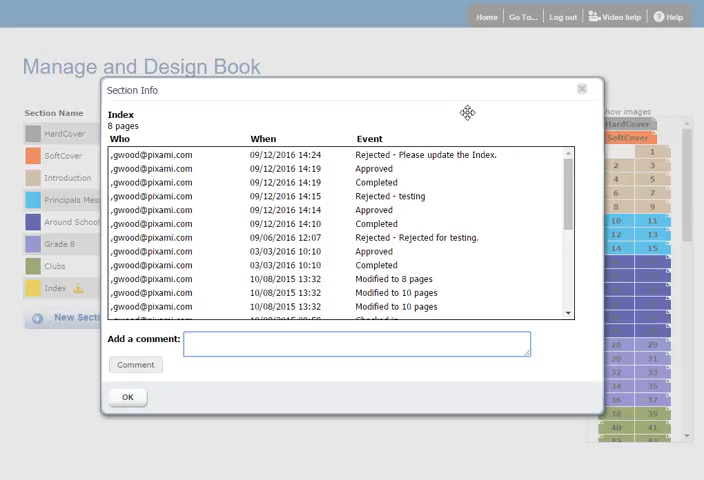 Home
Go To...
Log out
Video help
Help
Manage and Design Book
Section Name
HardCover
SoftCover
Introduction
Principals Mes
Around School
Grade 8
Clubs
Index
New Secti
Section Info
Index
8 pages
Who When Event
,gwood@pixami.com 09/12/2016 14:24 Rejected - Please update the Index.
,gwood@pixami.com 09/12/2016 14:19 Approved
,gwood@pixami.com 09/12/2016 14:19 Completed
,gwood@pixami.com 09/12/2016 14:15 Rejected - testing
,gwood@pixami.com 09/12/2016 14:14 Approved
,gwood@pixami.com 09/12/2016 14:10 Completed
,gwood@pixami.com 09/06/2016 12:07 Rejected - Rejected for testing.
,gwood@pixami.com 03/03/2016 10:10 Approved
,gwood@pixami.com 03/03/2016 10:10 Completed
,gwood@pixami.com 10/08/2015 13:32 Modified to 8 pages
,gwood@pixami.com 10/08/2015 13:32 Modified to 10 pages
,gwood@pixami.com 10/08/2015 13:32 Modified to 10 pages
Add a comment:
Comment
OK
how images
HardCover
SoftCover
1
2 3
4 5
6 7
8 9
10 11
12 13
14 15
28 29
30 31
32 33
34 35
36 37
38 39
40 41